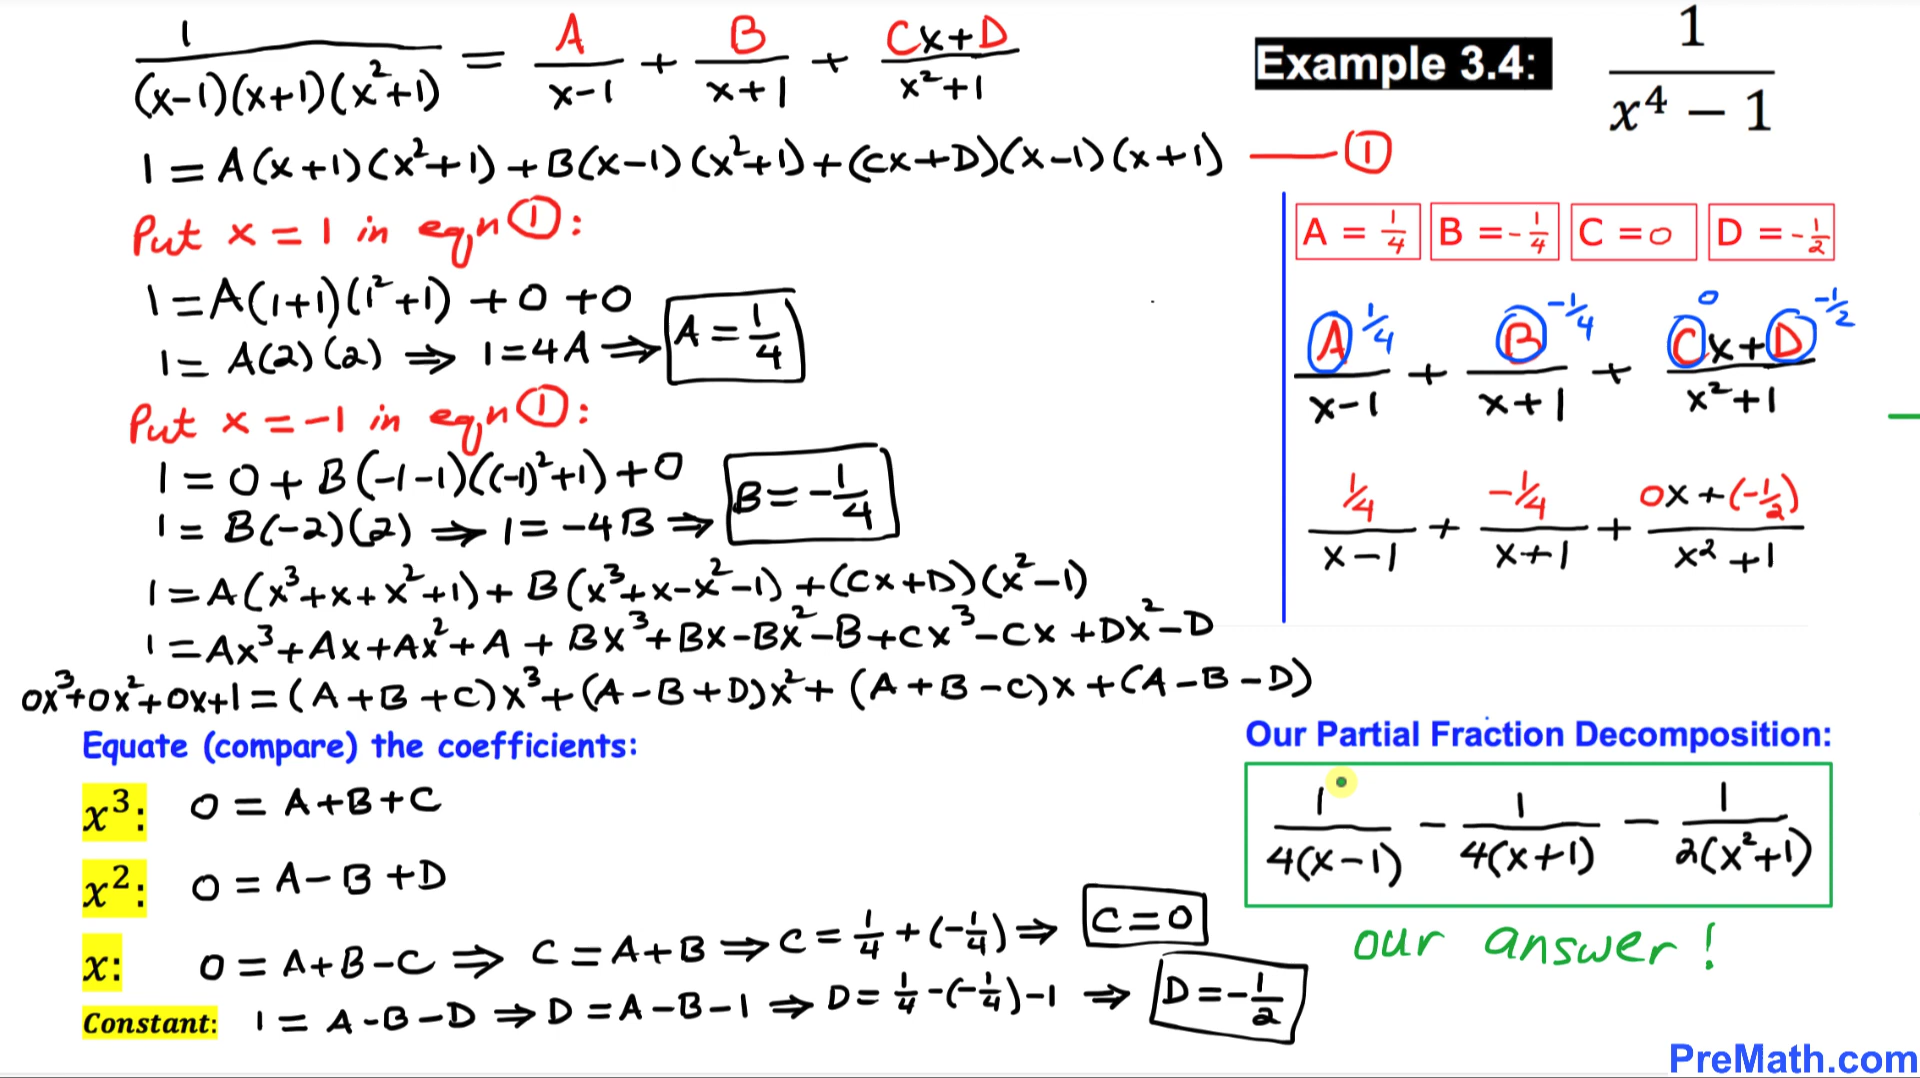 1/((x-1)(x+1)(x²+1)) = A/(x-1) + B/(x+1) + (Cx+D)/(x²+1)
1 = A(x+1)(x²+1) + B(x-1)(x²+1) + (Cx+D)(x-1)(x+1) —— ①
Put x = 1 in eqn ①:
1 = A(1+1)(1²+1) + 0 + 0
1 = A(2)(2) ⇒ 1 = 4A ⇒ A = 1/4
Put x = -1 in eqn ①:
1 = 0 + B(-1-1)((-1)²+1) + 0
1 = B(-2)(2) ⇒ 1 = -4B ⇒ B = -1/4
1 = A(x³+x+x²+1) + B(x³+x-x²-1) + (Cx+D)(x²-1)
1 = Ax³+Ax+Ax²+A + Bx³+Bx-Bx²-B+Cx³-Cx+Dx²-D
0x³+0x²+0x+1 = (A+B+C)x³+(A-B+D)x²+(A+B-C)x+(A-B-D)
Equate (compare) the coefficients:
x³: 0 = A+B+C
x²: 0 = A-B+D
x: 0 = A+B-C ⇒ C = A+B ⇒ C = 1/4 + (-1/4) ⇒ C = 0
Constant: 1 = A-B-D ⇒ D = A-B-1 ⇒ D = 1/4 - (-1/4) - 1 ⇒ D = -1/2
Example 3.4: 1/(x⁴ − 1)
A = 1/4 B = -1/4 C = 0 D = -1/2
1/4 -1/4 0 -1/2
A/(x-1) + B/(x+1) + (Cx+D)/(x²+1)
(1/4)/(x-1) + (-1/4)/(x+1) + (0x+(-1/2))/(x²+1)
Our Partial Fraction Decomposition:
1/(4(x-1)) - 1/(4(x+1)) - 1/(2(x²+1))
our answer!
PreMath.com